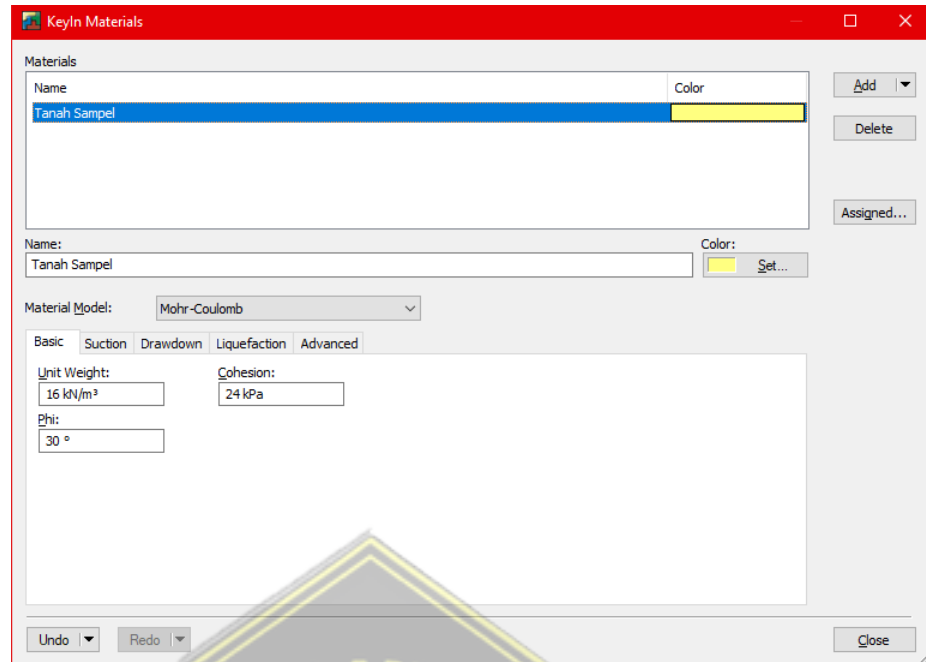 KeyIn Materials
Materials
Name Color
Tanah Sampel
Add
Delete
Assigned...
Name: Color:
Tanah Sampel Set...
Material Model: Mohr-Coulomb
Basic Suction Drawdown Liquefaction Advanced
Unit Weight: Cohesion:
16 kN/m³ 24 kPa
Phi:
30 °
Undo Redo Close